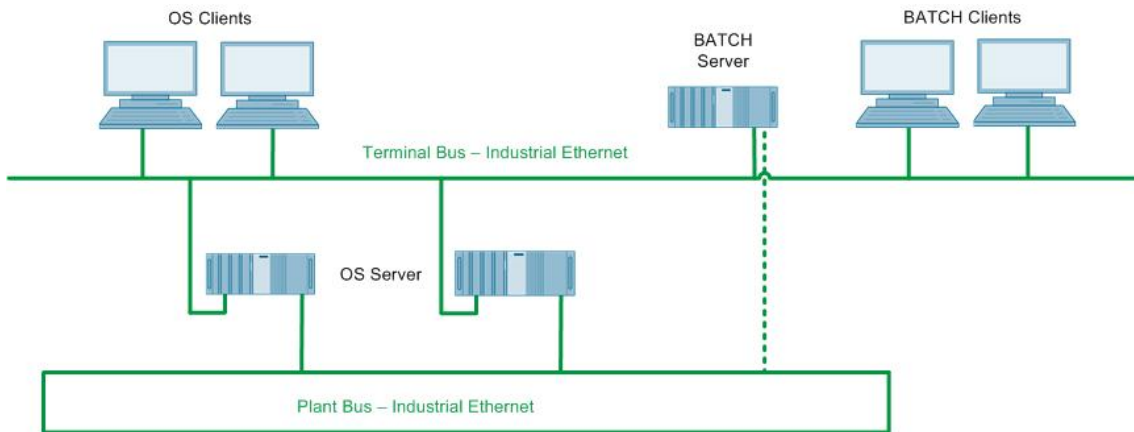 OS Clients
BATCH Clients
BATCH
Server
Terminal Bus – Industrial Ethernet
OS Server
Plant Bus – Industrial Ethernet